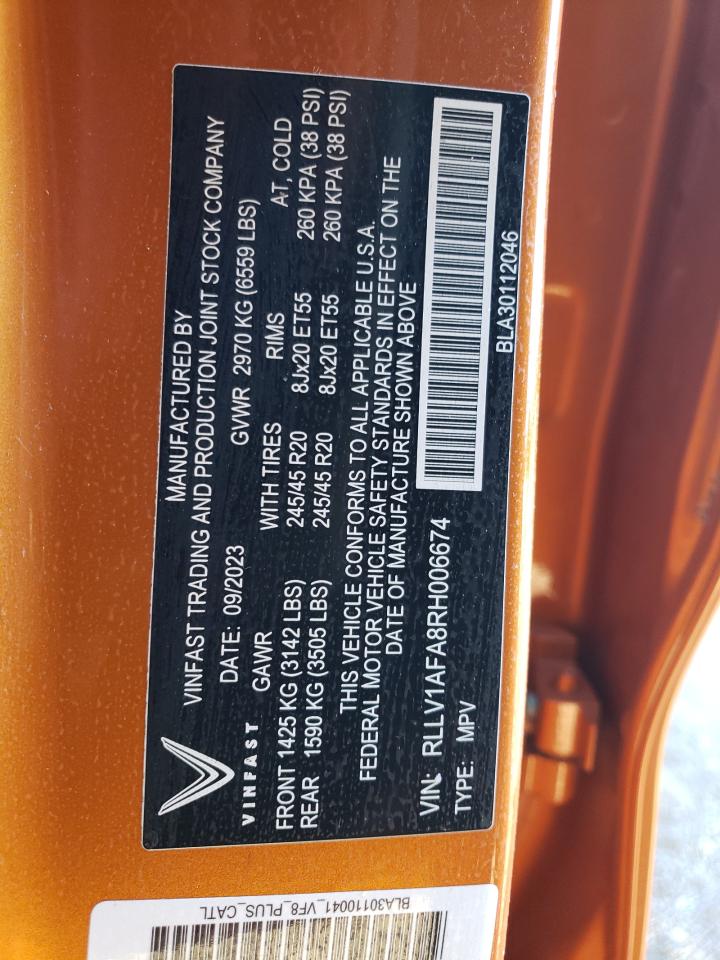 MANUFACTURED BY
VINFAST TRADING AND PRODUCTION JOINT STOCK COMPANY
DATE: 09/2023 GVWR 2970 KG (6559 LBS)
VINFAST
GAWR WITH TIRES RIMS AT, COLD
FRONT 1425 KG (3142 LBS) 245/45 R20 8Jx20 ET55 260 KPA (38 PSI)
REAR 1590 KG (3505 LBS) 245/45 R20 8Jx20 ET55 260 KPA (38 PSI)
THIS VEHICLE CONFORMS TO ALL APPLICABLE U.S.A.
FEDERAL MOTOR VEHICLE SAFETY STANDARDS IN EFFECT ON THE
DATE OF MANUFACTURE SHOWN ABOVE
VIN: RLLV1AFA8RH006674
TYPE: MPV
BLA30112046
BLA30110041_VF8_PLUS_CATL